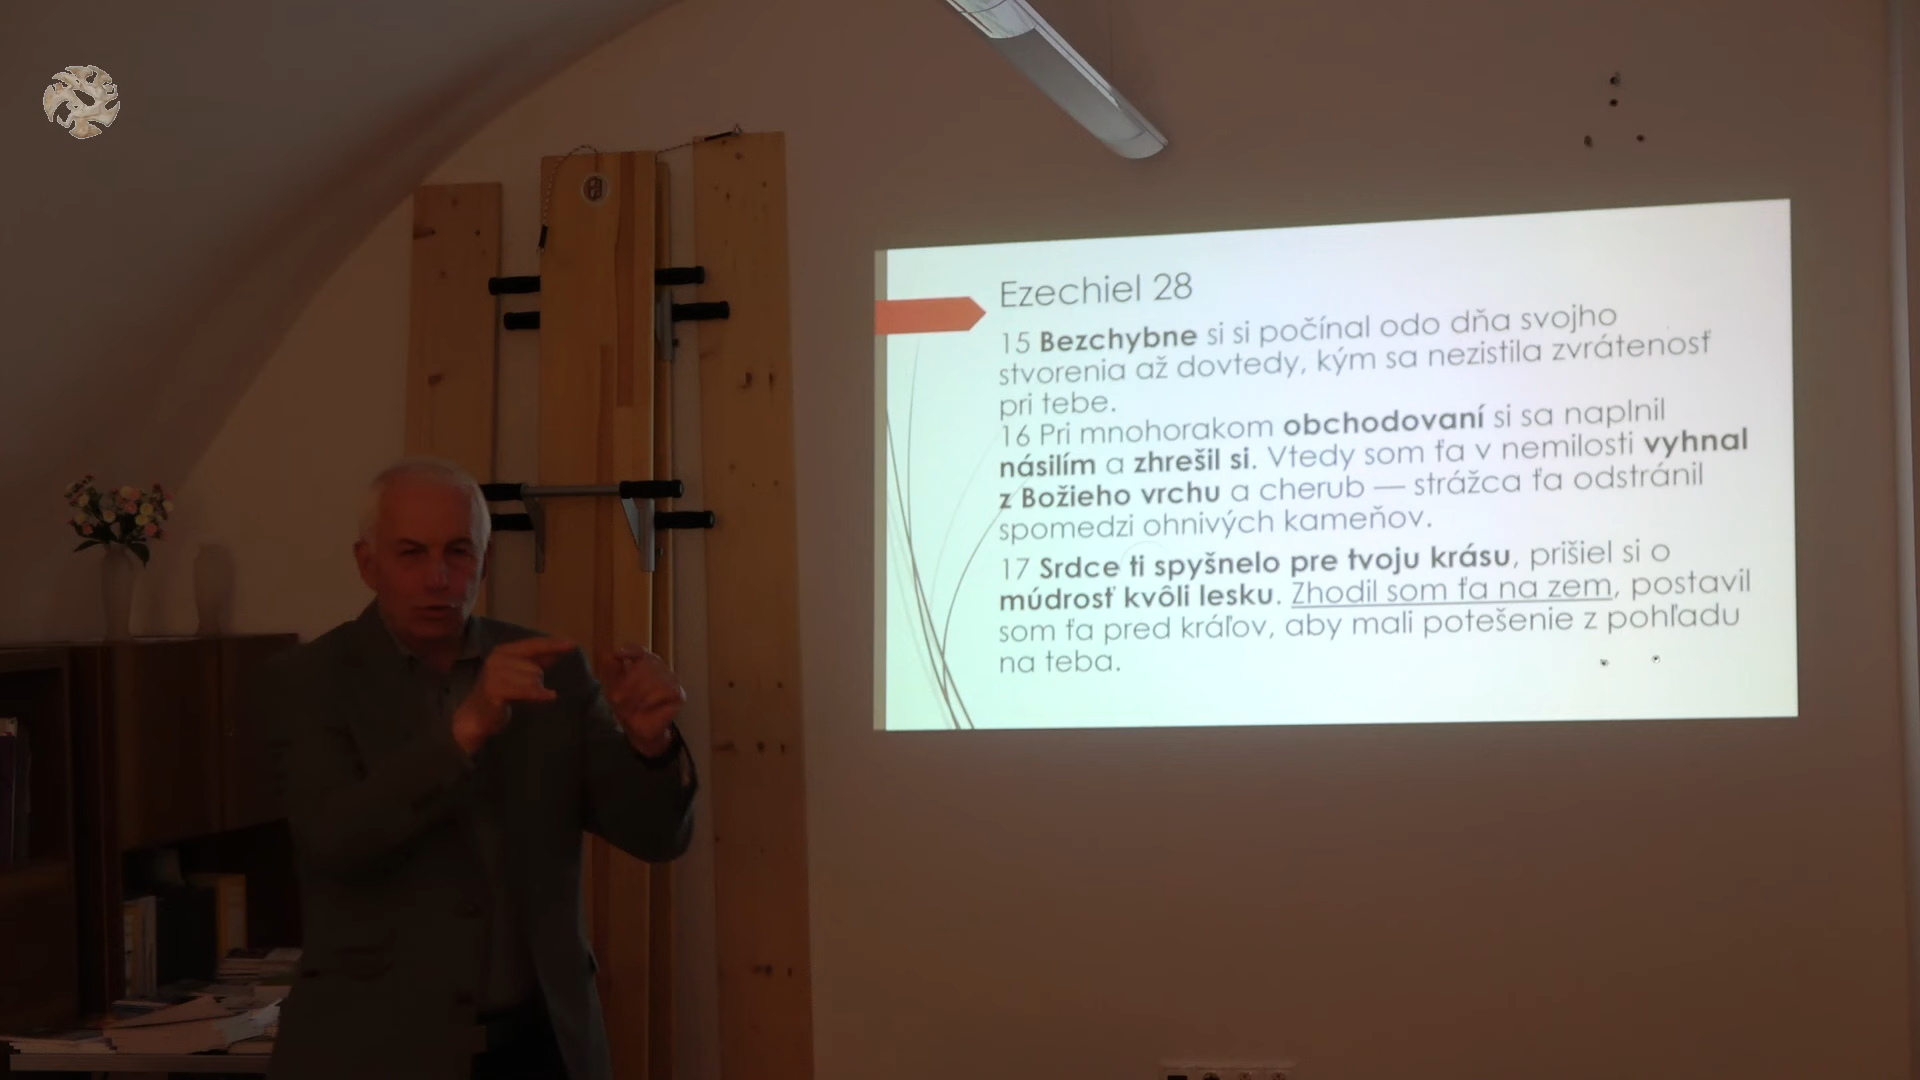 Ezechiel 28
15 Bezchybne si si počínal odo dňa svojho
stvorenia až dovtedy, kým sa nezistila zvrátenosť
pri tebe.
16 Pri mnohorakom obchodovaní si sa naplnil
násilím a zhrešil si. Vtedy som ťa v nemilosti vyhnal
z Božieho vrchu a cherub — strážca ťa odstránil
spomedzi ohnivých kameňov.
17 Srdce ti spyšnelo pre tvoju krásu, prišiel si o
múdrosť kvôli lesku. Zhodil som ťa na zem, postavil
som ťa pred kráľov, aby mali potešenie z pohľadu
na teba.